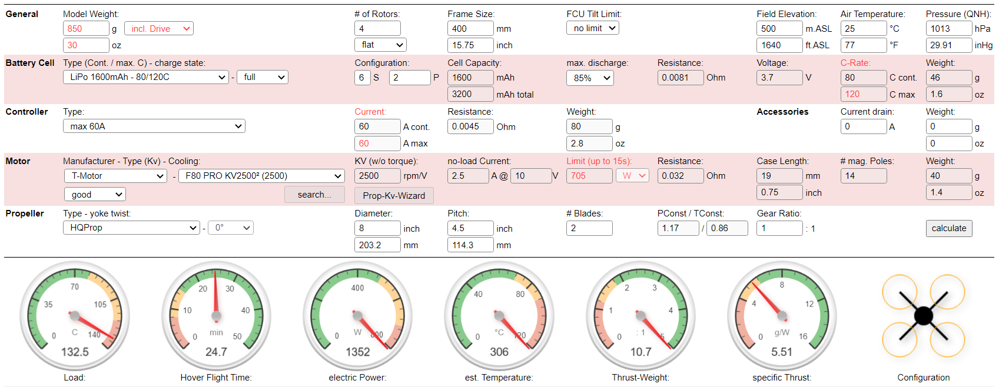 General Model Weight: # of Rotors: Frame Size: FCU Tilt Limit: Field Elevation: Air Temperature: Pressure (QNH):
850 g incl. Drive 4 400 mm no limit 500 m.ASL 25 °C 1013 hPa
30 oz flat 15.75 inch 1640 ft.ASL 77 °F 29.91 inHg
Battery Cell Type (Cont. / max. C) - charge state: Configuration: Cell Capacity: max. discharge: Resistance: Voltage: C-Rate: Weight:
LiPo 1600mAh - 80/120C - full 6 S 2 P 1600 mAh 85% 0.0081 Ohm 3.7 V 80 C cont. 46 g
3200 mAh total 120 C max 1.6 oz
Controller Type: Current: Resistance: Weight: Accessories Current drain: Weight:
max 60A 60 A cont. 0.0045 Ohm 80 g 0 A 0 g
60 A max 2.8 oz 0 oz
Motor Manufacturer - Type (Kv) - Cooling: KV (w/o torque): no-load Current: Limit (up to 15s): Resistance: Case Length: # mag. Poles: Weight:
T-Motor - F80 PRO KV2500² (2500) 2500 rpm/V 2.5 A @ 10 V 705 W 0.032 Ohm 19 mm 14 40 g
good search... Prop-Kv-Wizard 0.75 inch 1.4 oz
Propeller Type - yoke twist: Diameter: Pitch: # Blades: PConst / TConst: Gear Ratio:
HQProp - 0° 8 inch 4.5 inch 2 1.17 / 0.86 1 : 1 calculate
203.2 mm 114.3 mm
0 35 70 105 140 C 132.5
0 10 20 30 40 50 min 24.7
0 400 800 W 1352
0 40 80 120 °C 306
0 1 2 3 4 5 : 1 10.7
0 4 8 12 16 g/W 5.51
Load: Hover Flight Time: electric Power: est. Temperature: Thrust-Weight: specific Thrust: Configuration